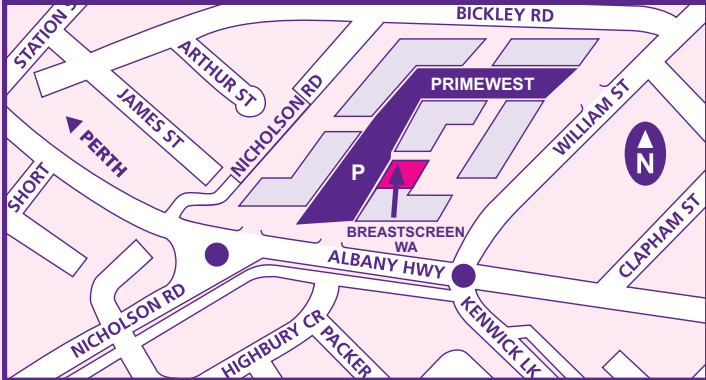 BICKLEY RD
STATION S
ARTHUR ST
JAMES ST
NICHOLSON RD
PRIMEWEST
WILLIAM ST
PERTH
N
SHORT
P
BREASTSCREEN
WA
CLAPHAM ST
ALBANY HWY
NICHOLSON RD
HIGHBURY CR
PACKER
KENWICK LK